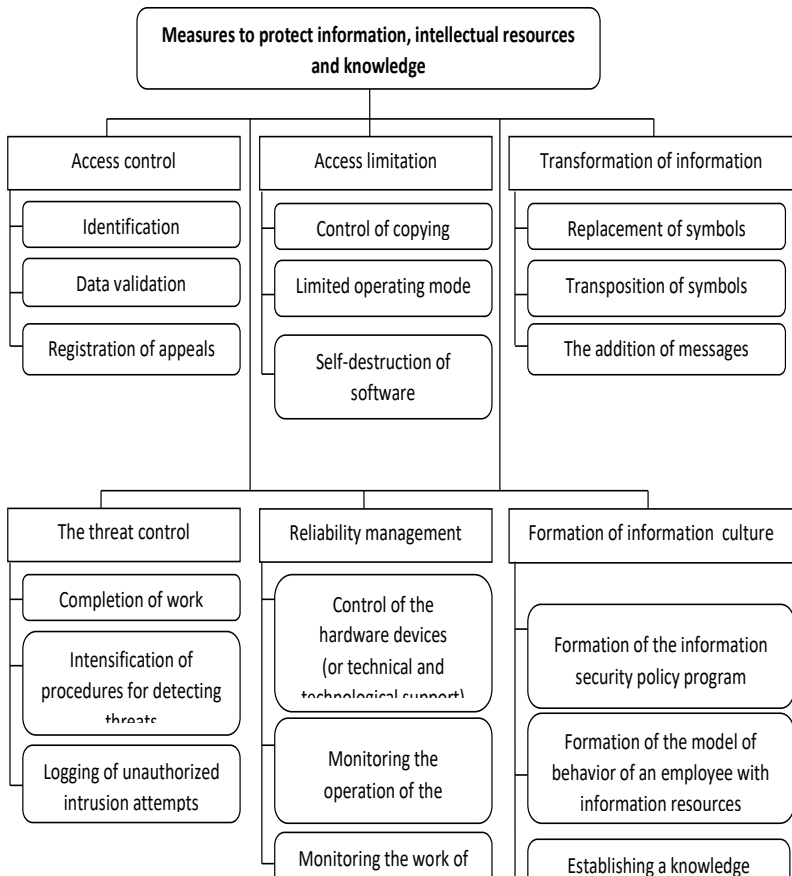 Measures to protect information, intellectual resources
and knowledge
Access control
Identification
Data validation
Registration of appeals
Access limitation
Control of copying
Limited operating mode
Self-destruction of
software
Transformation of information
Replacement of symbols
Transposition of symbols
The addition of messages
The threat control
Completion of work
Intensification of
procedures for detecting
threats
Logging of unauthorized
intrusion attempts
Reliability management
Control of the
hardware devices
(or technical and
technological support)
Monitoring the
operation of the
Monitoring the work of
Formation of information culture
Formation of the information
security policy program
Formation of the model of
behavior of an employee with
information resources
Establishing a knowledge